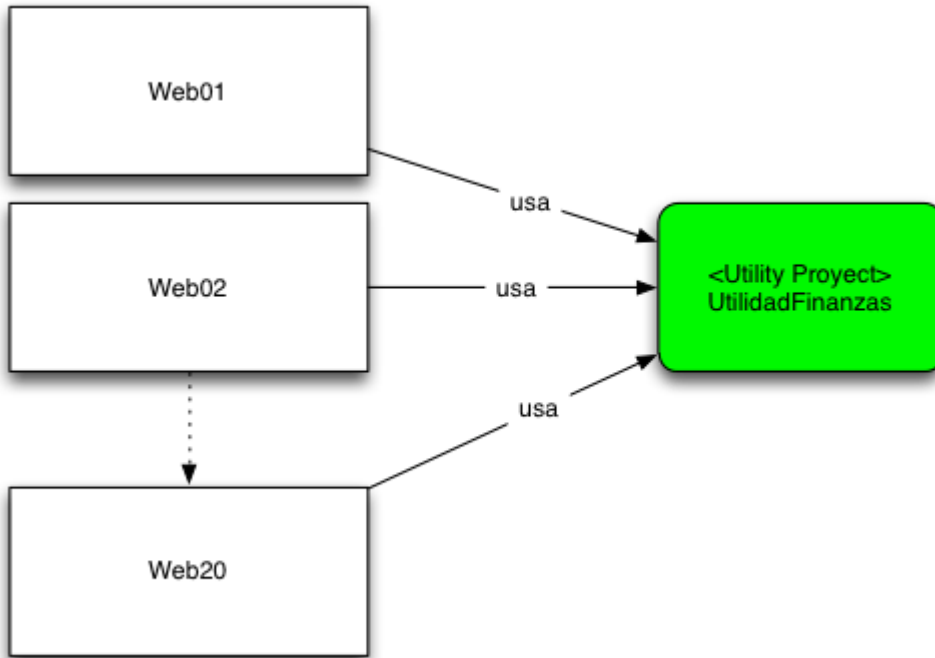 Web01
usa
Web02
usa
<Utility Proyect>
UtilidadFinanzas
usa
Web20